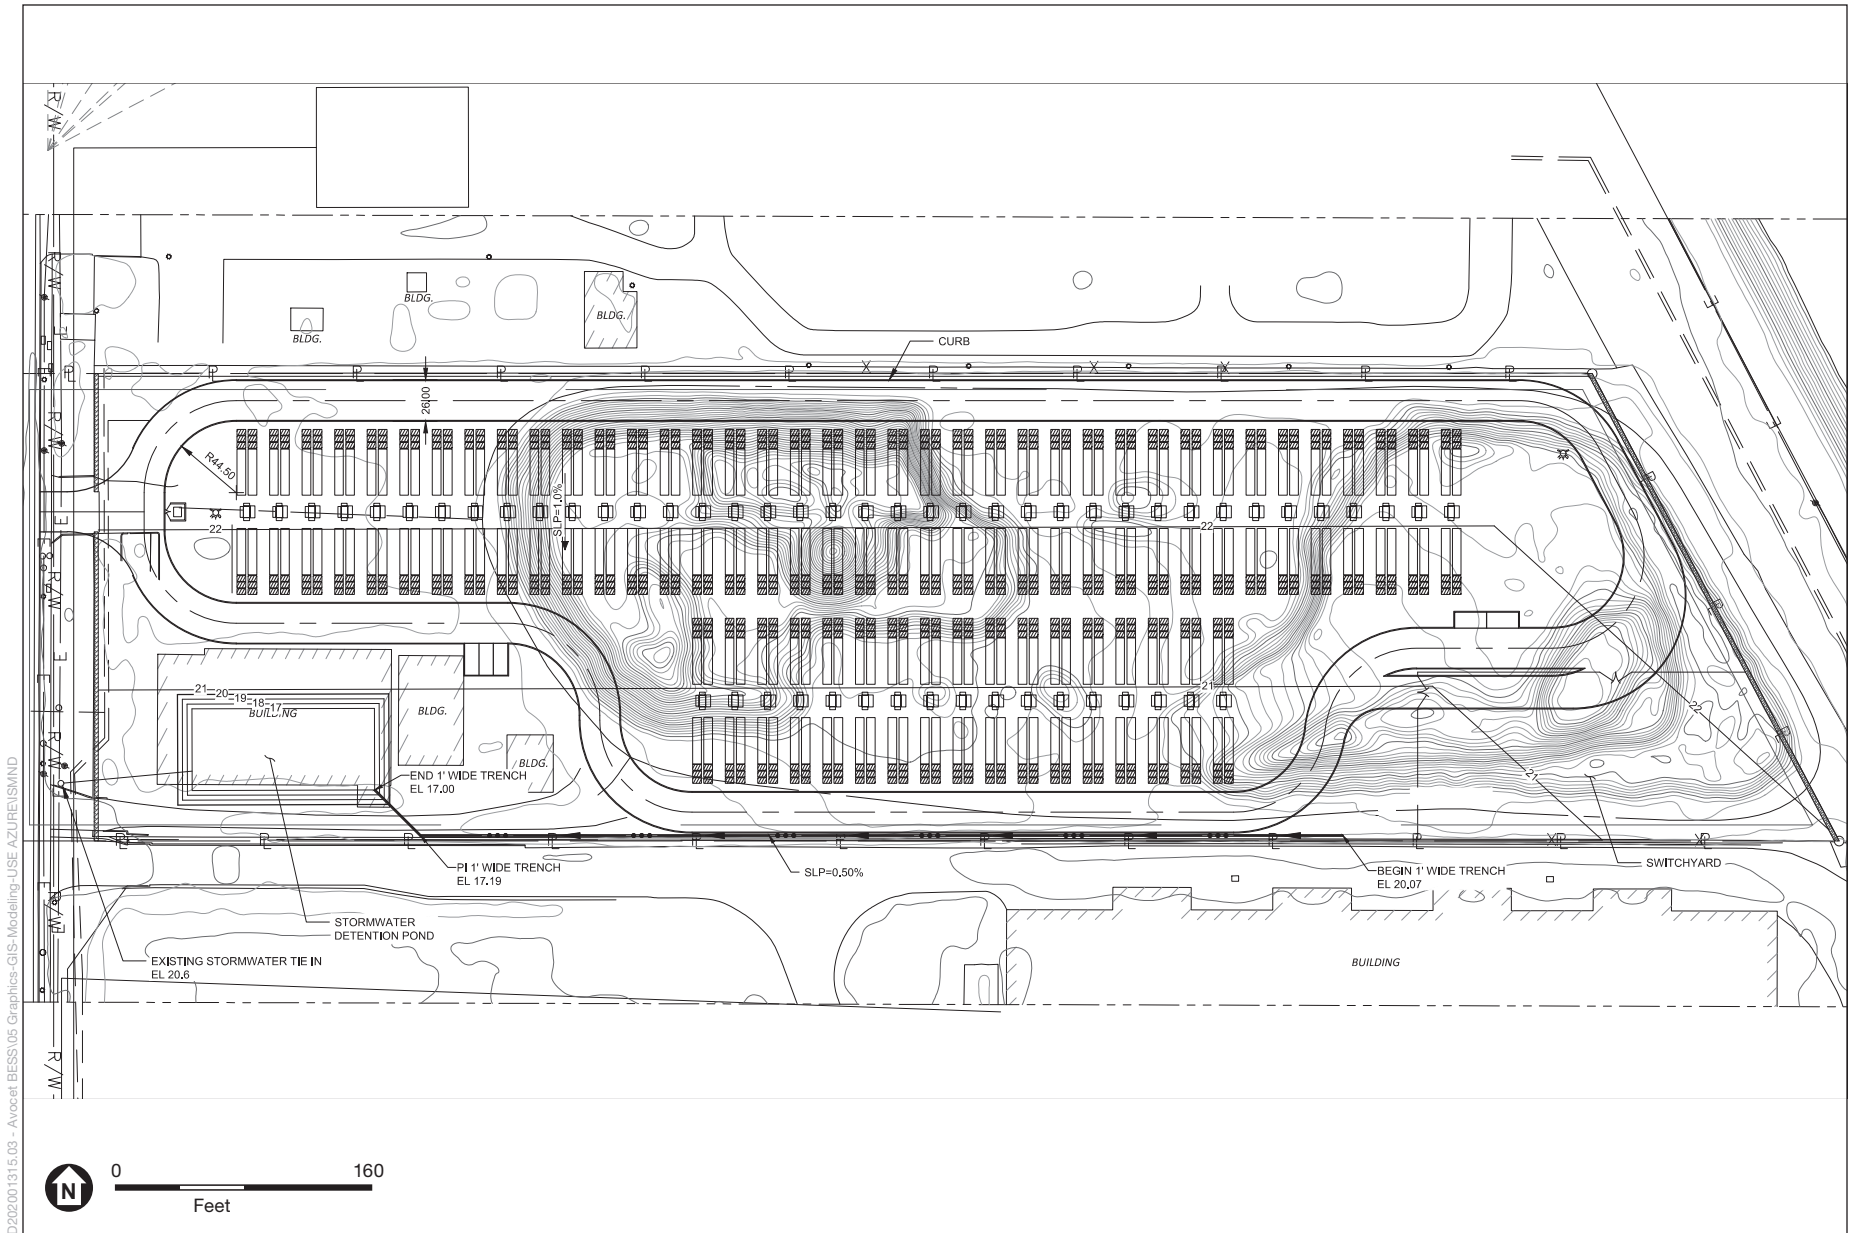 R/W
R/W
BLDG.
BLDG.
BLDG.
CURB
26.00
R44.50
SLP=1.0%
22
22
21
20
19
18
17
BUILDING
BLDG.
BLDG.
21
22
21
END 1' WIDE TRENCH
EL 17.00
PI 1' WIDE TRENCH
EL 17.19
SLP=0.50%
BEGIN 1' WIDE TRENCH
EL 20.07
SWITCHYARD
STORMWATER
DETENTION POND
EXISTING STORMWATER TIE IN
EL 20.6
BUILDING
R/W
R/W
R/W
R/W
R/W
N
0 160
Feet
D202001315.03 - Avocet BESS\05 Graphics-GIS-Modeling-USE AZURE\ISMND